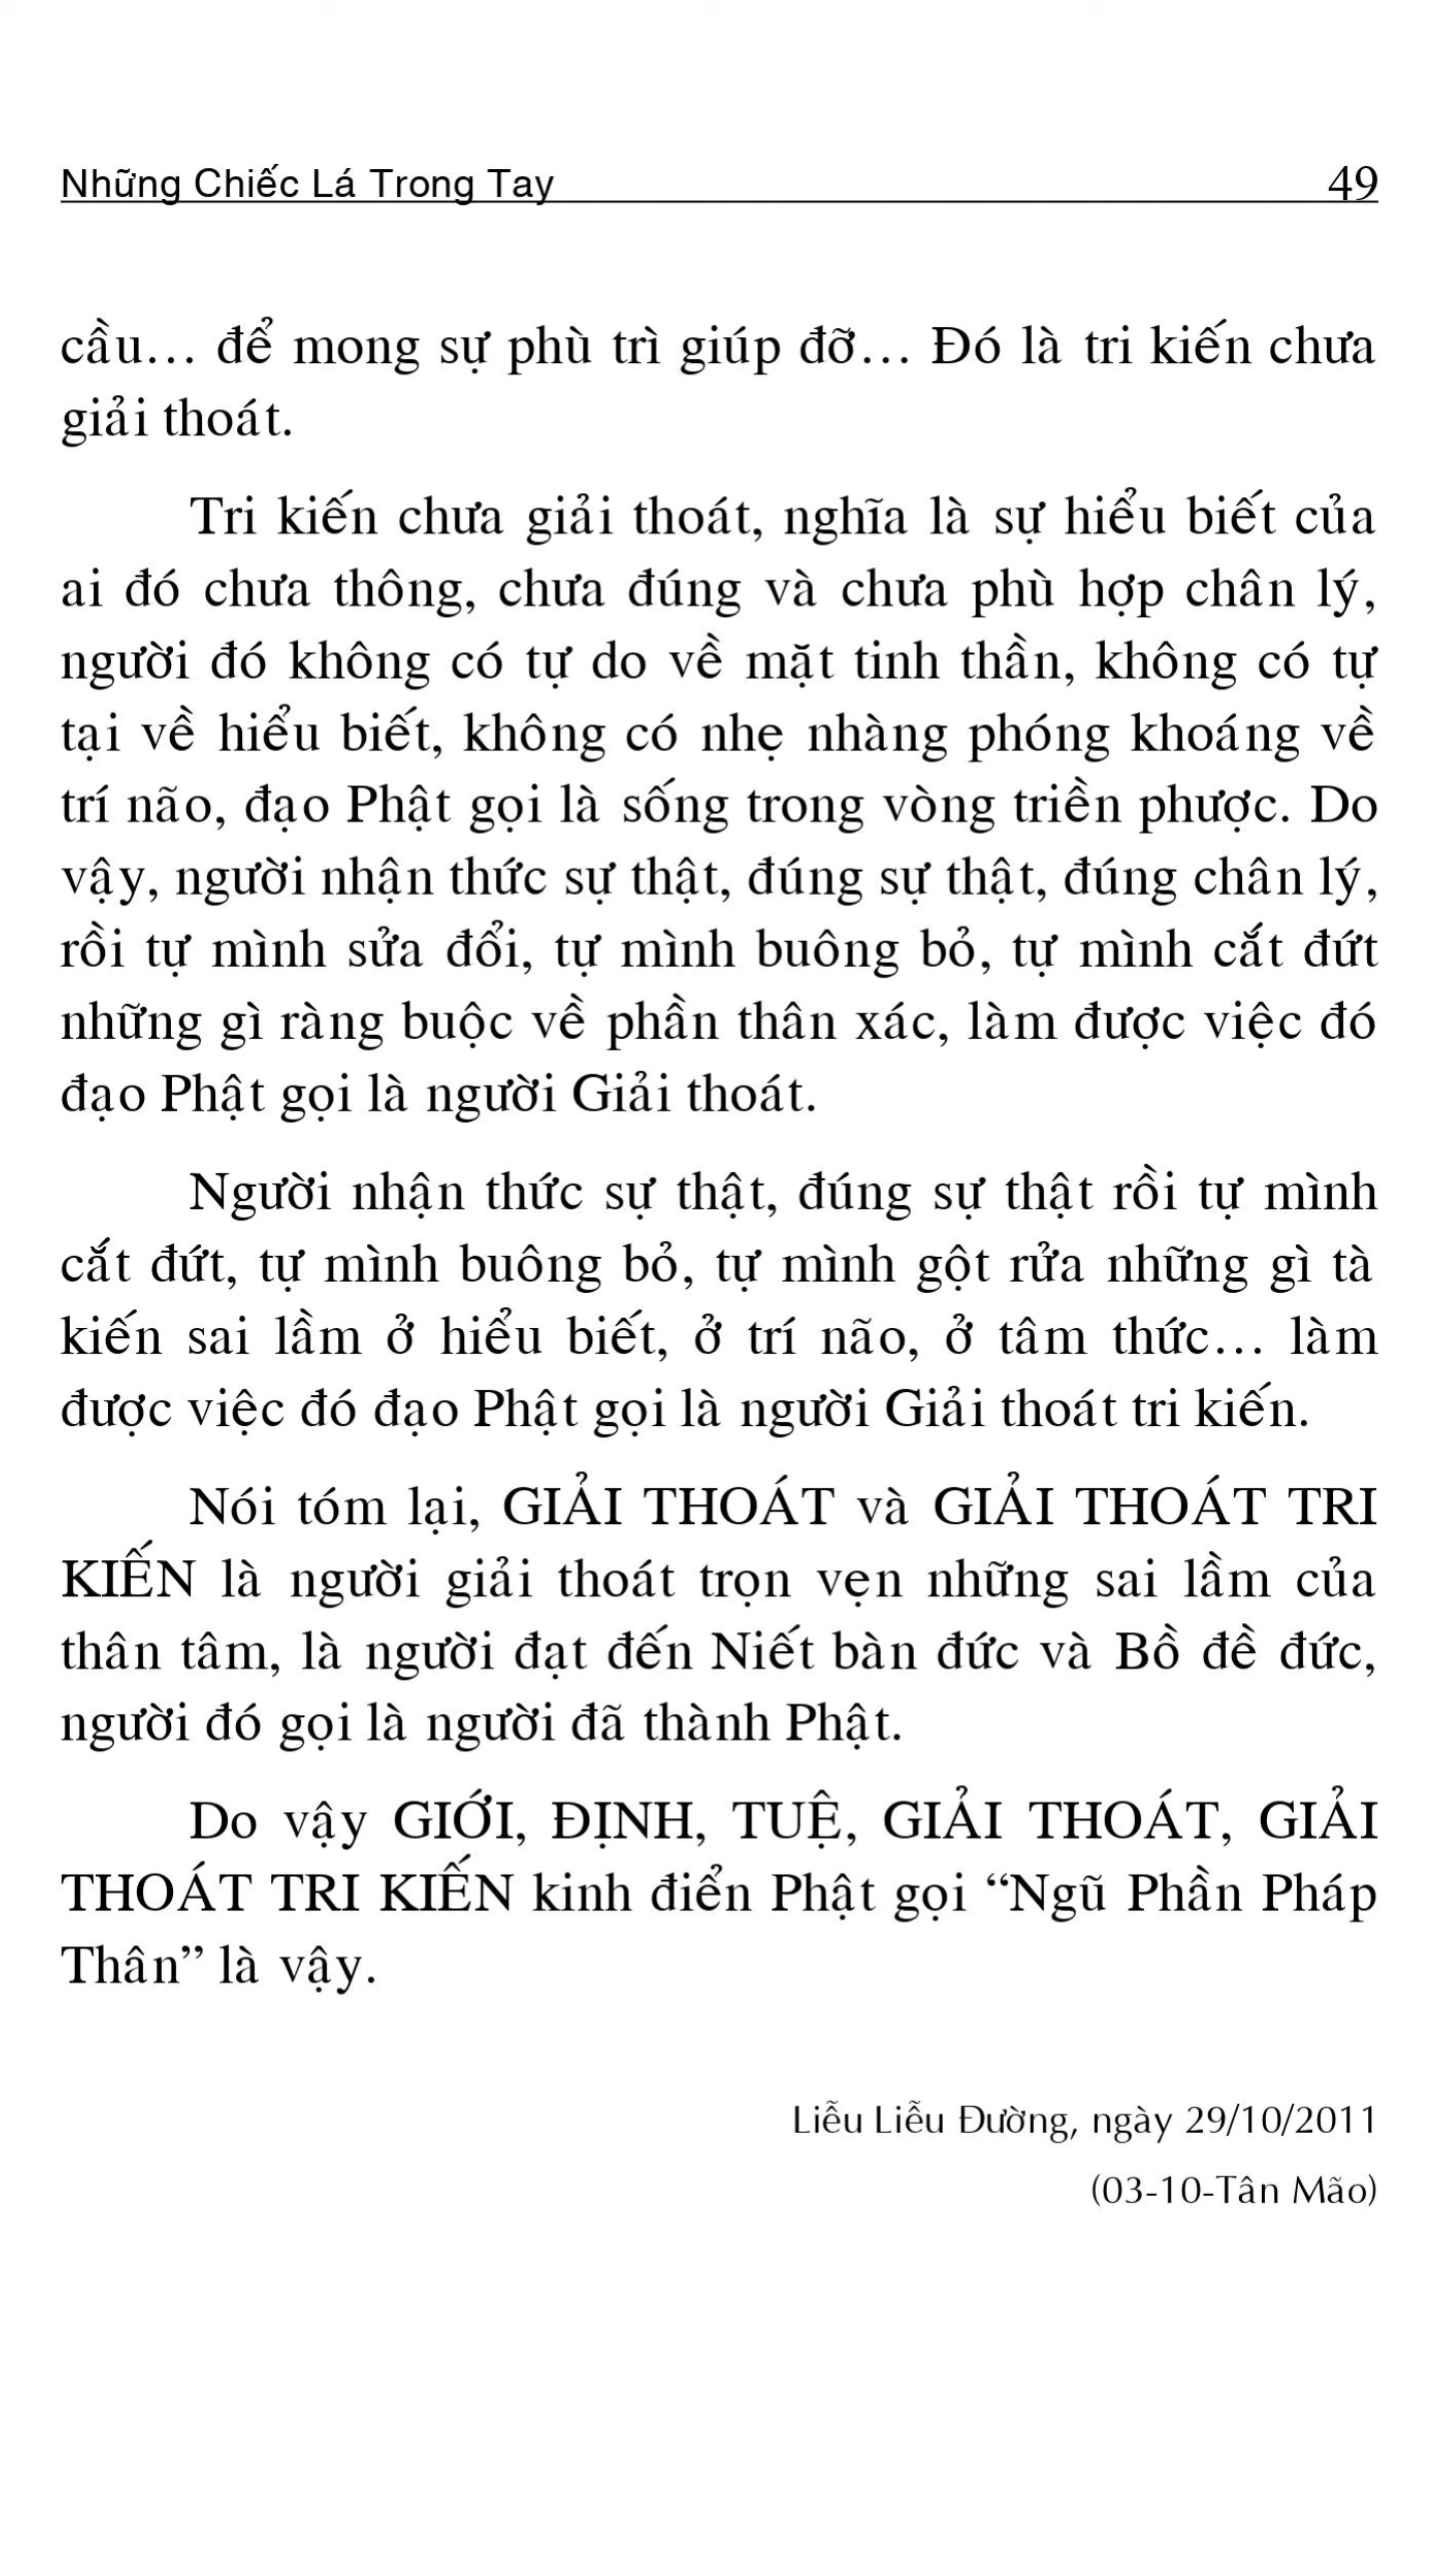 Những Chiếc Lá Trong Tay 49
cầu… để mong sự phù trì giúp đỡ… Đó là tri kiến chưa
giải thoát.
Tri kiến chưa giải thoát, nghĩa là sự hiểu biết của
ai đó chưa thông, chưa đúng và chưa phù hợp chân lý,
người đó không có tự do về mặt tinh thần, không có tự
tại về hiểu biết, không có nhẹ nhàng phóng khoáng về
trí não, đạo Phật gọi là sống trong vòng triền phược. Do
vậy, người nhận thức sự thật, đúng sự thật, đúng chân lý,
rồi tự mình sửa đổi, tự mình buông bỏ, tự mình cắt đứt
những gì ràng buộc về phần thân xác, làm được việc đó
đạo Phật gọi là người Giải thoát.
Người nhận thức sự thật, đúng sự thật rồi tự mình
cắt đứt, tự mình buông bỏ, tự mình gột rửa những gì tà
kiến sai lầm ở hiểu biết, ở trí não, ở tâm thức… làm
được việc đó đạo Phật gọi là người Giải thoát tri kiến.
Nói tóm lại, GIẢI THOÁT và GIẢI THOÁT TRI
KIẾN là người giải thoát trọn vẹn những sai lầm của
thân tâm, là người đạt đến Niết bàn đức và Bồ đề đức,
người đó gọi là người đã thành Phật.
Do vậy GIỚI, ĐỊNH, TUỆ, GIẢI THOÁT, GIẢI
THOÁT TRI KIẾN kinh điển Phật gọi “Ngũ Phần Pháp
Thân” là vậy.
Liễu Liễu Đường, ngày 29/10/2011
(03-10-Tân Mão)